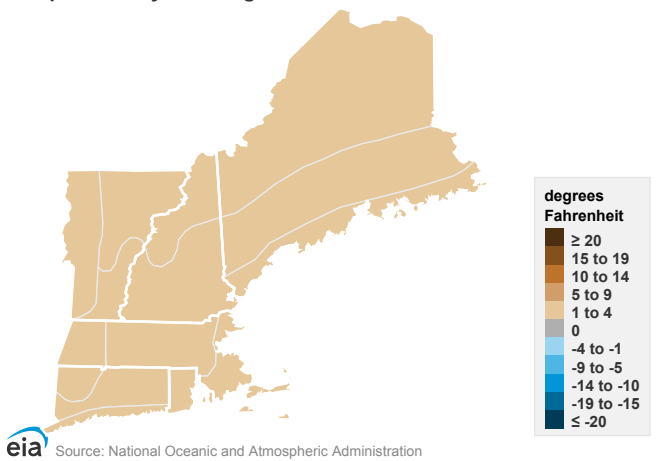 degrees
Fahrenheit
≥ 20
15 to 19
10 to 14
5 to 9
1 to 4
0
-4 to -1
-9 to -5
-14 to -10
-19 to -15
≤ -20
eia Source: National Oceanic and Atmospheric Administration